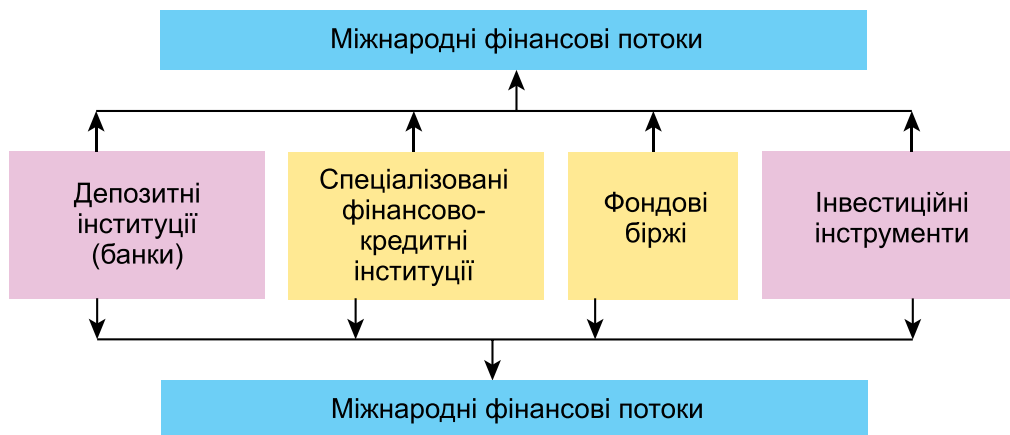 Міжнародні фінансові потоки
Депозитні
інституції
(банки)
Спеціалізовані
фінансово-
кредитні
інституції
Фондові
біржі
Інвестиційні
інструменти
Міжнародні фінансові потоки